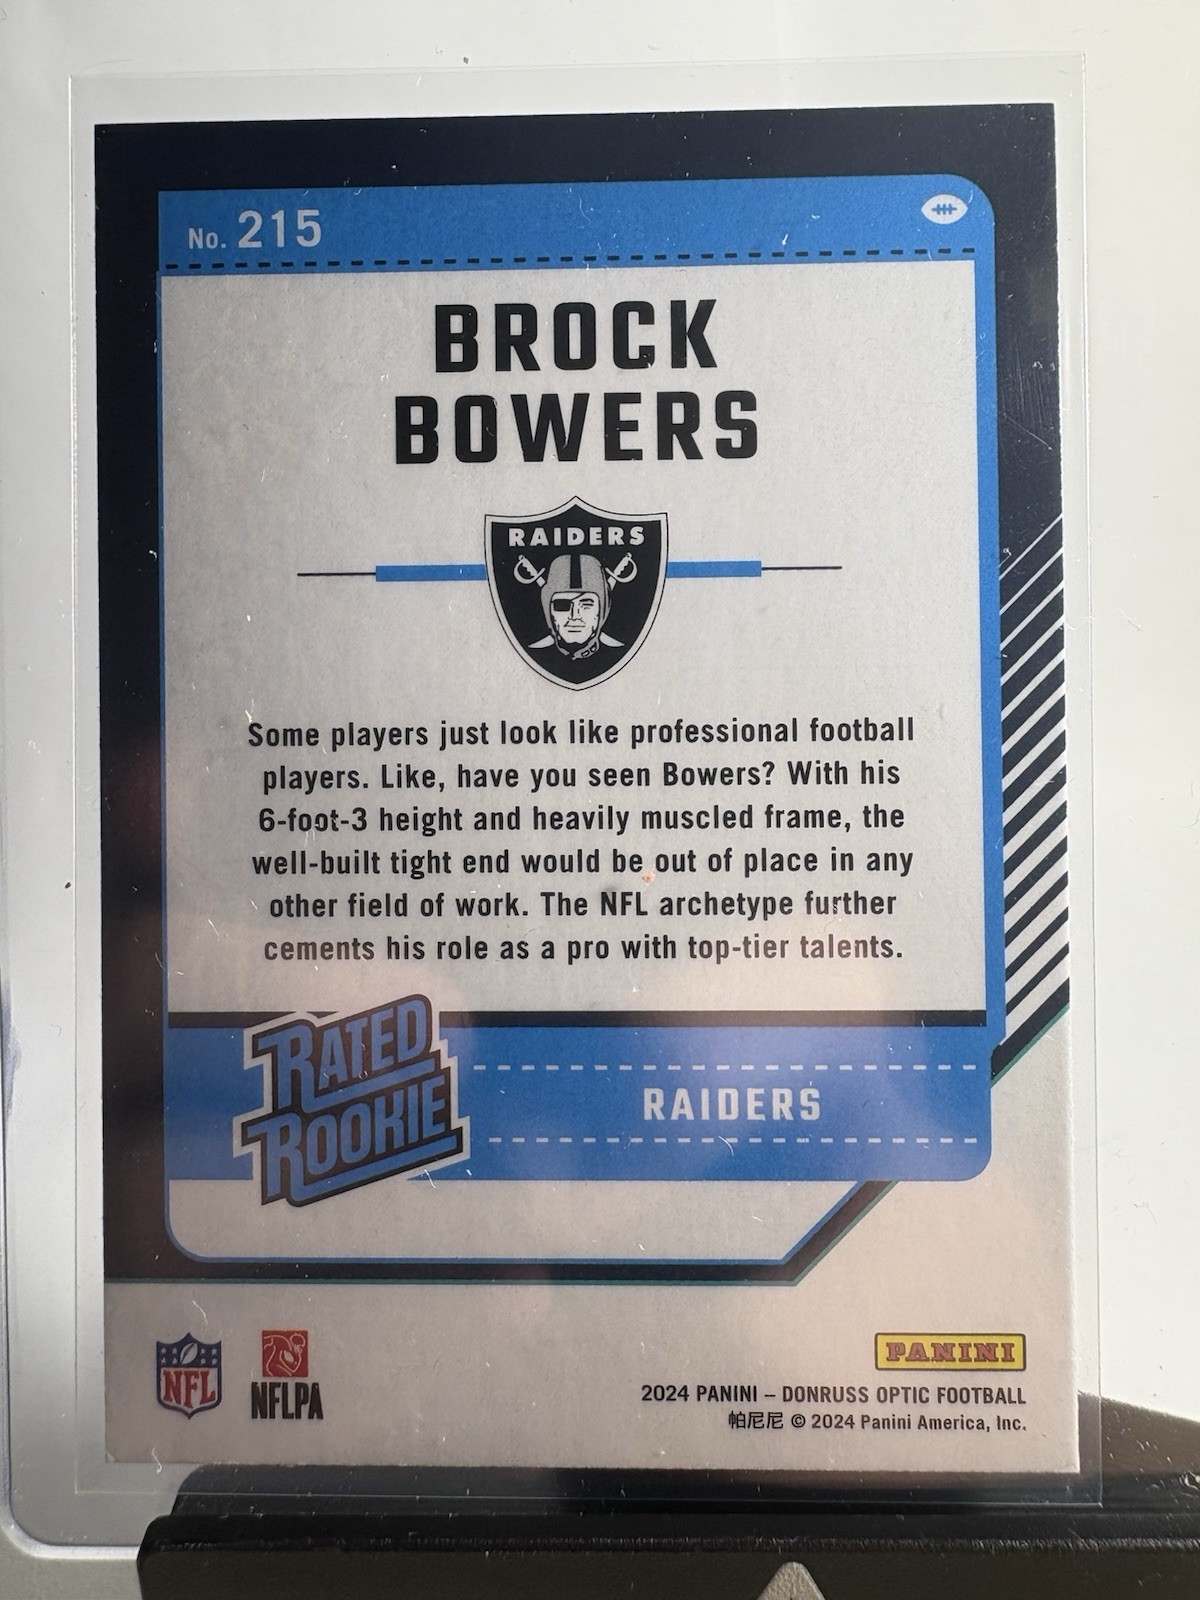 No. 215
BROCK
BOWERS
RAIDERS
Some players just look like professional football
players. Like, have you seen Bowers? With his
6-foot-3 height and heavily muscled frame, the
well-built tight end would be out of place in any
other field of work. The NFL archetype further
cements his role as a pro with top-tier talents.
RATED
ROOKIE
RAIDERS
NFL
NFLPA
PANINI
2024 PANINI – DONRUSS OPTIC FOOTBALL
帕尼尼 © 2024 Panini America, Inc.